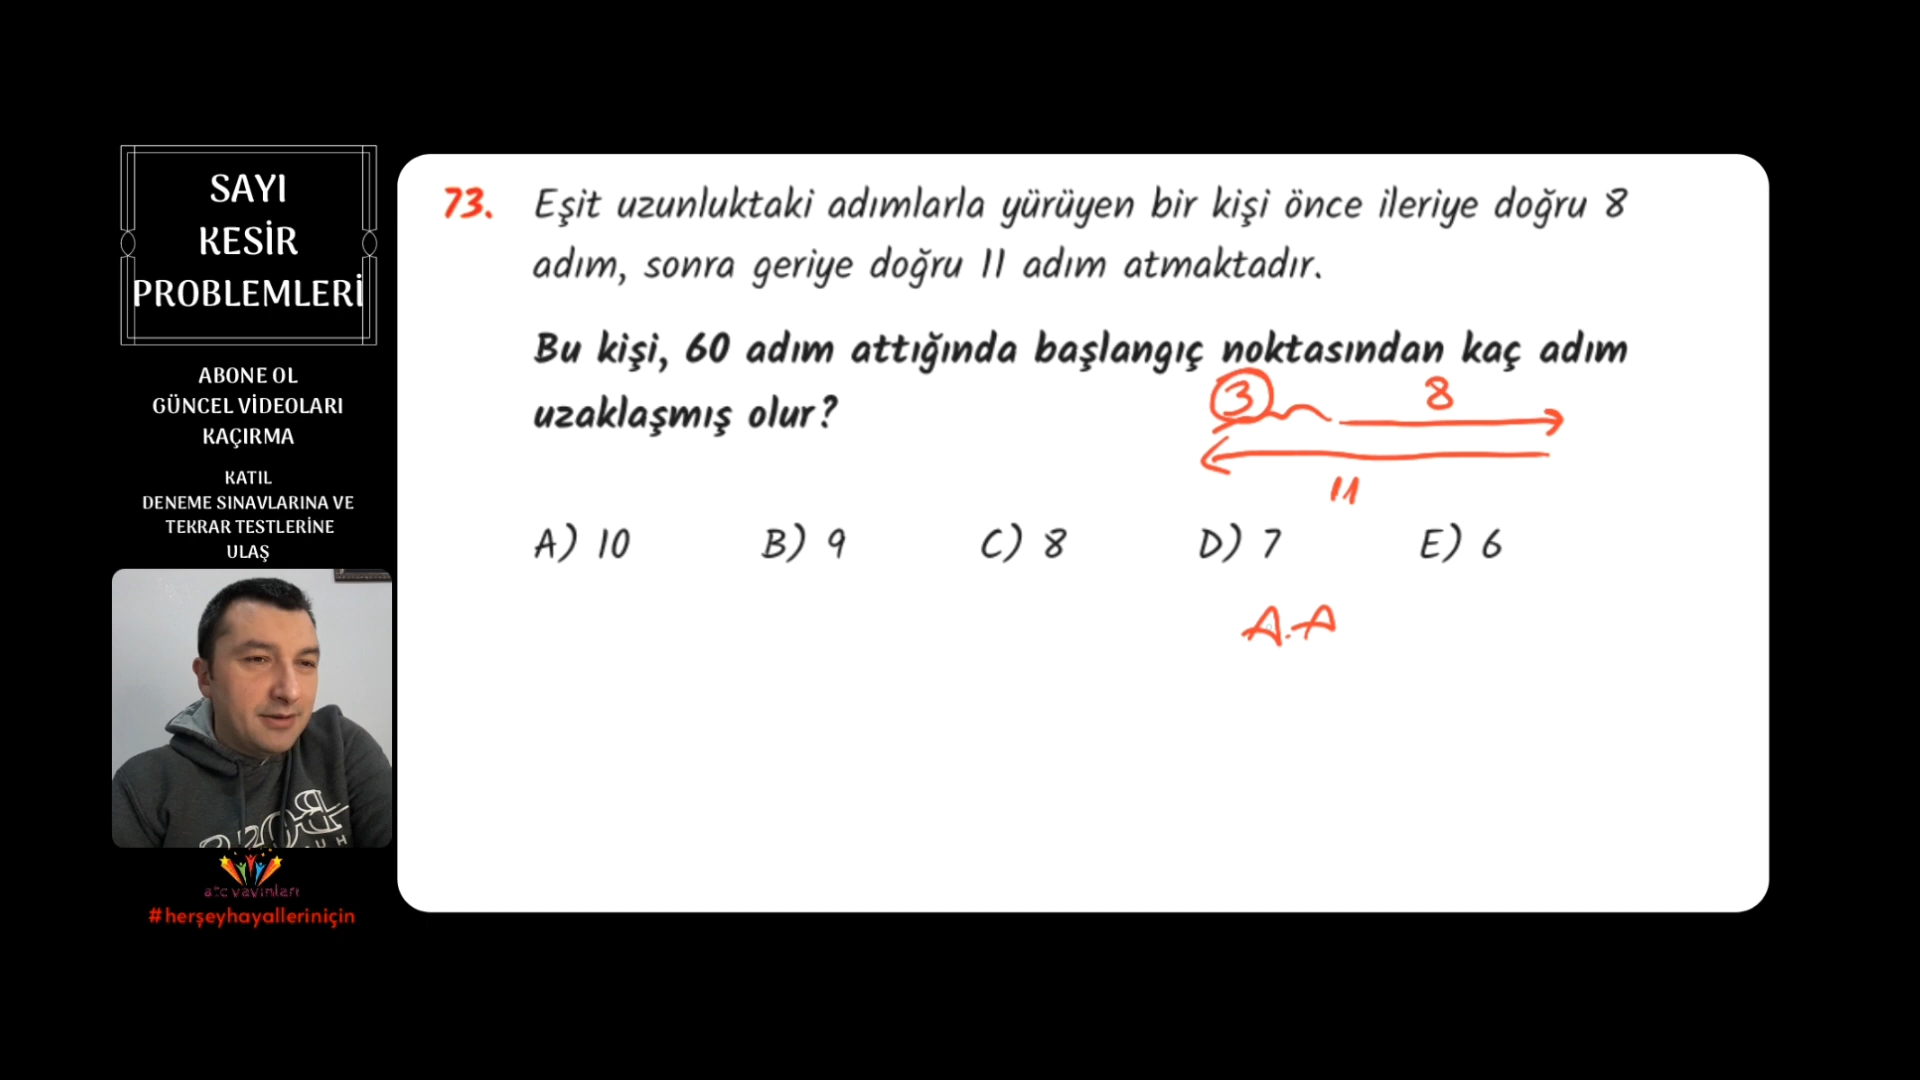 SAYI
KESİR
PROBLEMLERİ
ABONE OL
GÜNCEL VİDEOLARI
KAÇIRMA
KATIL
DENEME SINAVLARINA VE
TEKRAR TESTLERİNE
ULAŞ
atc yayınları
#herşeyhayalleriniçin
73. Eşit uzunluktaki adımlarla yürüyen bir kişi önce ileriye doğru 8
adım, sonra geriye doğru 11 adım atmaktadır.
Bu kişi, 60 adım attığında başlangıç noktasından kaç adım
uzaklaşmış olur?
3 8
11
A) 10 B) 9 C) 8 D) 7 E) 6
A.A